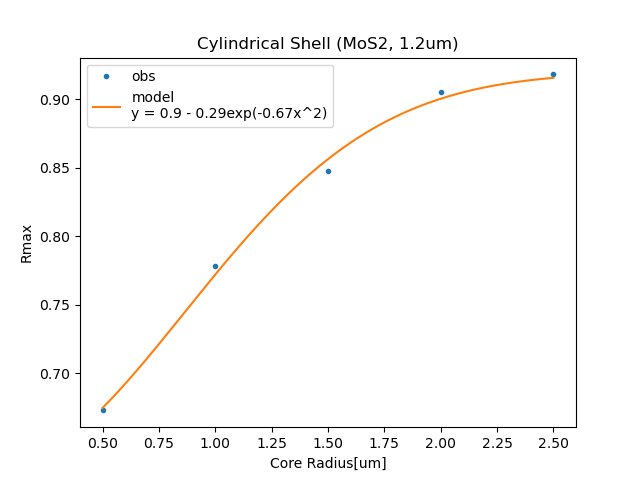 Cylindrical Shell (MoS2, 1.2um)
obs
model
y = 0.9 - 0.29exp(-0.67x^2)
0.90
0.85
0.80
0.75
0.70
Rmax
0.50 0.75 1.00 1.25 1.50 1.75 2.00 2.25 2.50
Core Radius[um]